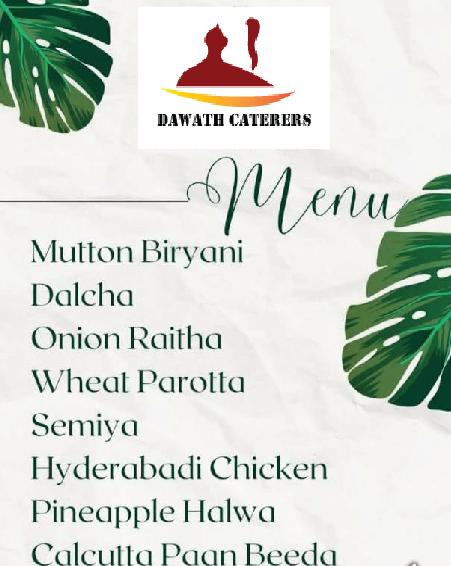 DAWATH CATERERS
Menu
Mutton Biryani
Dalcha
Onion Raitha
Wheat Parotta
Semiya
Hyderabadi Chicken
Pineapple Halwa
Calcutta Paan Beeda